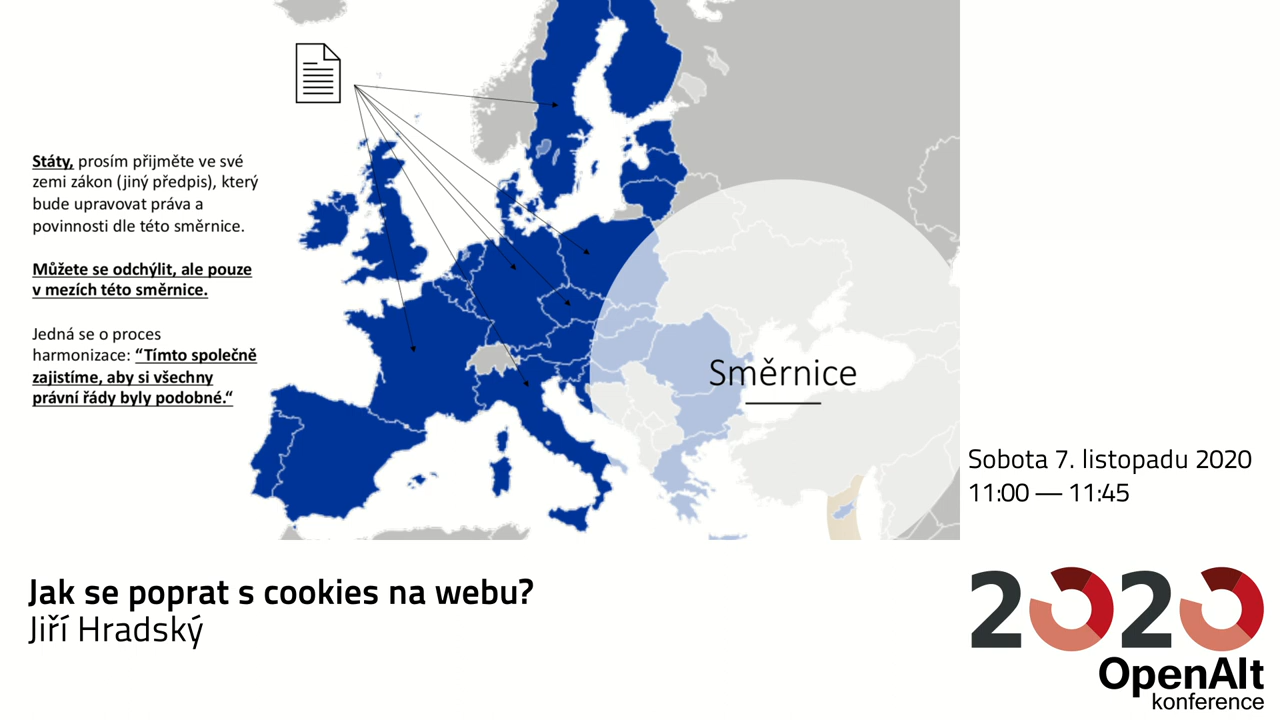 Státy, prosím přijměte ve své
zemi zákon (jiný předpis), který
bude upravovat práva a
povinnosti dle této směrnice.
Můžete se odchýlit, ale pouze
v mezích této směrnice.
Jedná se o proces
harmonizace: “Tímto společně
zajistíme, aby si všechny
právní řády byly podobné.“
Směrnice
Sobota 7. listopadu 2020
11:00 — 11:45
Jak se poprat s cookies na webu?
Jiří Hradský
2020
OpenAlt
konference